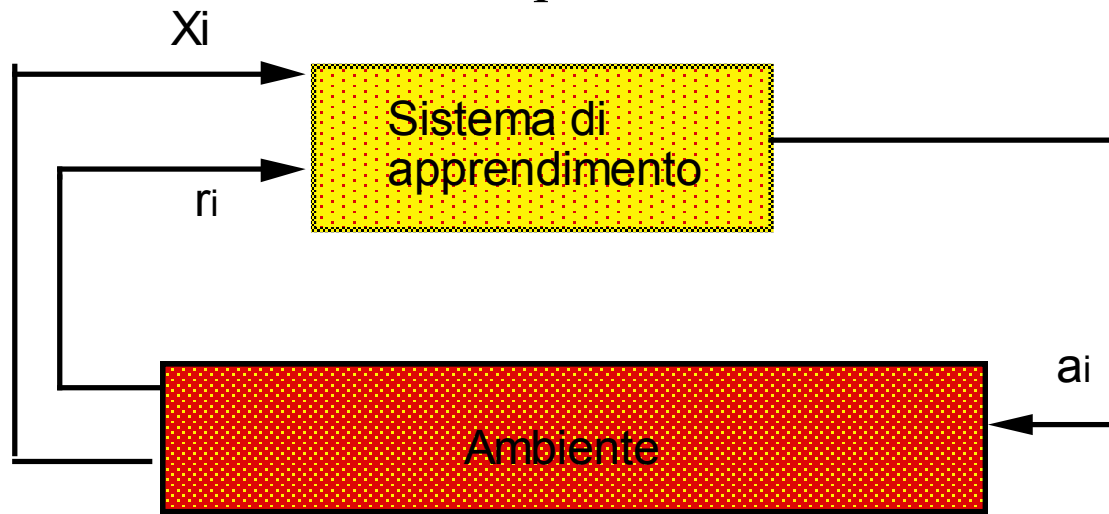 Xi
Sistema di
apprendimento
ri
ai
Ambiente